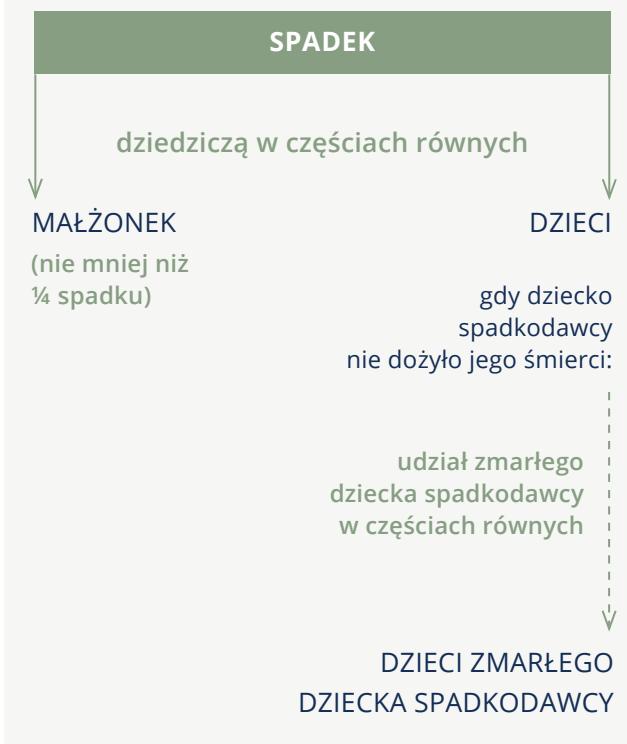 SPADEK
dziedziczą w częściach równych
MAŁŻONEK
(nie mniej niż
¼ spadku)
DZIECI
gdy dziecko
spadkodawcy
nie dożyło jego śmierci:
udział zmarłego
dziecka spadkodawcy
w częściach równych
DZIECI ZMARŁEGO
DZIECKA SPADKODAWCY